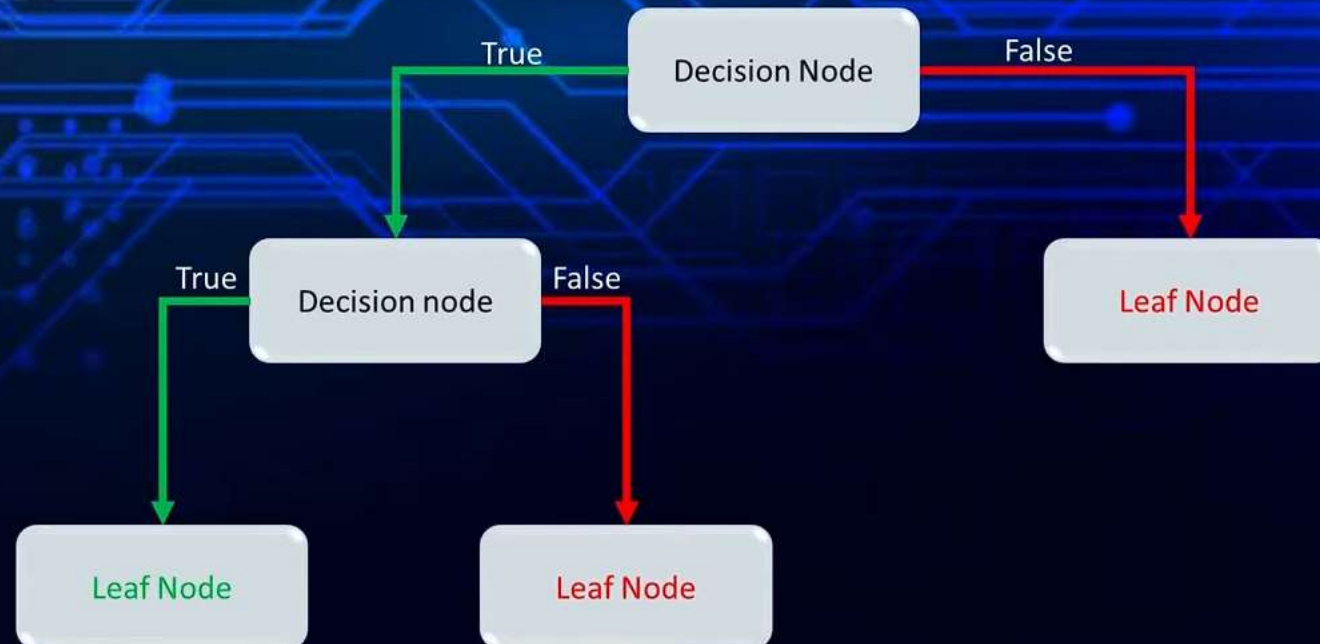 True
Decision Node
False
True
Decision node
False
Leaf Node
Leaf Node
Leaf Node